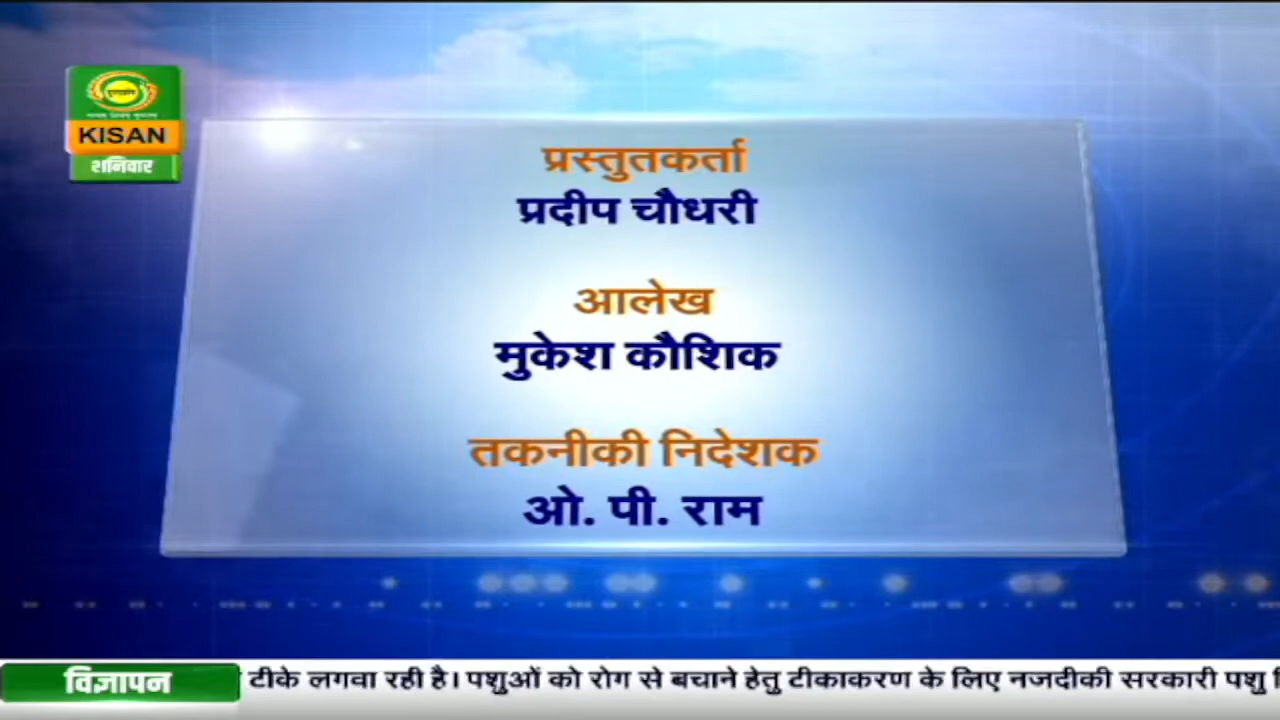 KISAN
शनिवार
प्रस्तुतकर्ता
प्रदीप चौधरी
आलेख
मुकेश कौशिक
तकनीकी निदेशक
ओ. पी. राम
विज्ञापन
टीके लगवा रही है। पशुओं को रोग से बचाने हेतु टीकाकरण के लिए नजदीकी सरकारी पशु